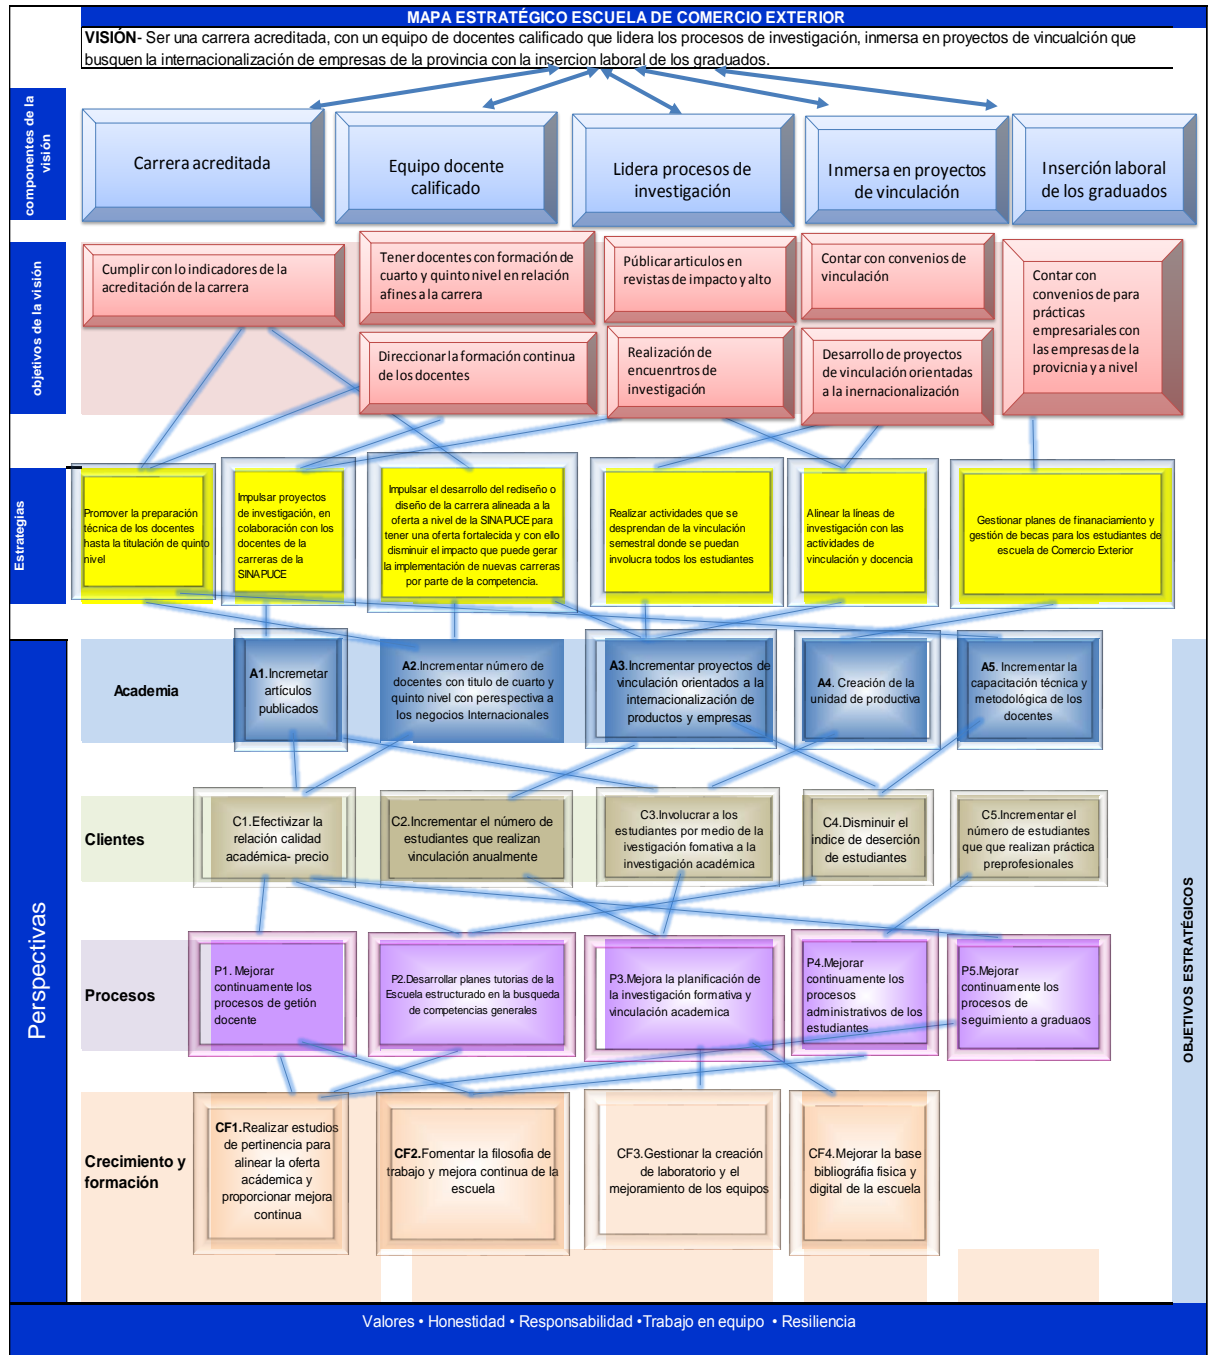 MAPA ESTRATÉGICO ESCUELA DE COMERCIO EXTERIOR
VISIÓN- Ser una carrera acreditada, con un equipo de docentes calificado que lidera los procesos de investigación, inmersa en proyectos de vincualción que
busquen la internacionalización de empresas de la provincia con la insercion laboral de los graduados.
componentes de la
visión
Carrera acreditada
Equipo docente
calificado
Lidera procesos de
investigación
Inmersa en proyectos
de vinculación
Inserción laboral
de los graduados
objetivos de la visión
Cumplir con lo indicadores de la
acreditación de la carrera
Tener docentes con formación de
cuarto y quinto nivel en relación
afines a la carrera
Públicar articulos en
revistas de impacto y alto
Contar con convenios de
vinculación
Contar con
convenios de para
prácticas
empresariales con
las empresas de la
provicnia y a nivel
Direccionar la formación continua
de los docentes
Realización de
encuenrtros de
investigación
Desarrollo de proyectos
de vinculación orientadas
a la inernacionalización
Estrategias
Promover la preparación
técnica de los docentes
hasta la titulación de quinto
nivel
Impulsar proyectos
de investigación, en
colaboración con los
docentes de la
carreras de la
SINAPUCE
Impulsar el desarrollo del rediseño o
diseño de la carrera alineada a la
oferta a nivel de la SINAPUCE para
tener una oferta fortalecida y con ello
disminuir el impacto que puede gerar
la implementación de nuevas carreras
por parte de la competencia.
Realizar actividades que se
desprendan de la vinculación
semestral donde se puedan
involucra todos los estudiantes
Alinear la líneas de
investigación con las
actividades de
vinculación y docencia
Gestionar planes de finanaciamiento y
gestión de becas para los estudiantes de
escuela de Comercio Exterior
Perspectivas
OBJETIVOS ESTRATÉGICOS
Academia
A1.Incremetar
artículos
publicados
A2.Incrementar número de
docentes con titulo de cuarto y
quinto nivel con perespectiva a
los negocios Internacionales
A3.Incrementar proyectos de
vinculación orientados a la
internacionalización de
productos y empresas
A4. Creación de la
unidad de productiva
A5. Incrementar la
capacitación técnica y
metodológica de los
docentes
Clientes
C1.Efectivizar la
relación calidad
académica- precio
C2.Incrementar el número de
estudiantes que realizan
vinculación anualmente
C3.Involucrar a los
estudiantes por medio de la
ivestigación fomativa a la
investigación académica
C4.Disminuir el
indice de deserción
de estudiantes
C5.Incrementar el
número de estudiantes
que que realizan práctica
preprofesionales
Procesos
P1. Mejorar
continuamente los
procesos de getión
docente
P2.Desarrollar planes tutorias de la
Escuela estructurado en la busqueda
de competencias generales
P3.Mejora la planificación de
la investigación formativa y
vinculación academica
P4.Mejorar
continuamente los
procesos
administrativos de los
estudiantes
P5.Mejorar
continuamente los
procesos de
seguimiento a graduaos
Crecimiento y
formación
CF1.Realizar estudios
de pertinencia para
alinear la oferta
acádemica y
proporcionar mejora
continua
CF2.Fomentar la filosofia de
trabajo y mejora continua de la
escuela
CF3.Gestionar la creación
de laboratorio y el
mejoramiento de los equipos
CF4.Mejorar la base
bibliográfia fisica y
digital de la escuela
Valores • Honestidad • Responsabilidad •Trabajo en equipo • Resiliencia